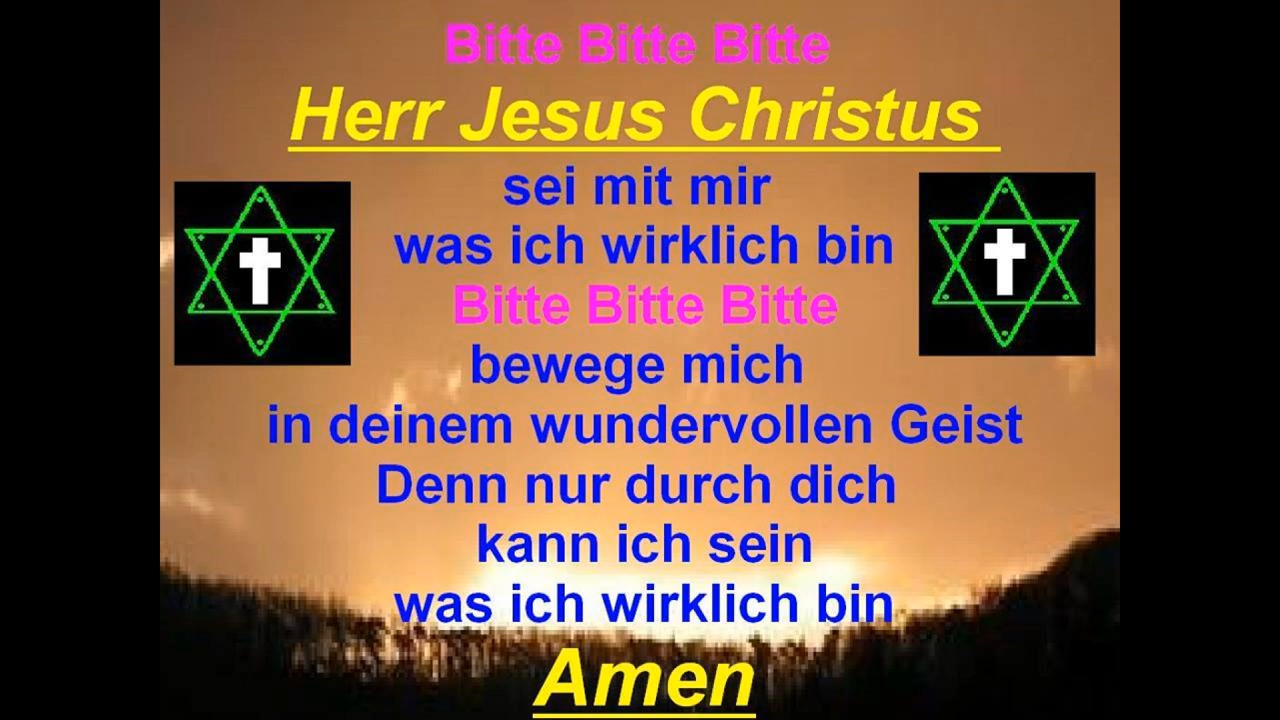 Bitte Bitte Bitte
Herr Jesus Christus
sei mit mir
was ich wirklich bin
Bitte Bitte Bitte
bewege mich
in deinem wundervollen Geist
Denn nur durch dich
kann ich sein
was ich wirklich bin
Amen